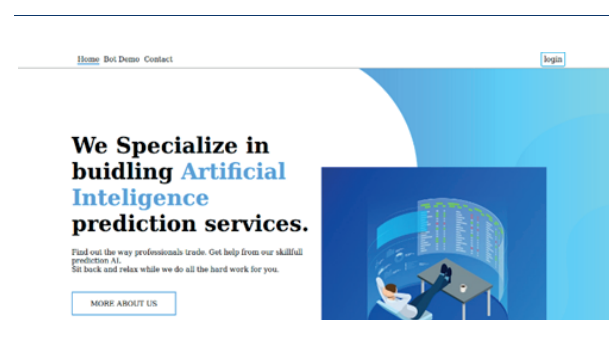 Home Bot Demo Contact
login
We Specialize in
buidling Artificial
Inteligence
prediction services.
Find out the way professionals trade. Get help from our skillfull
prediction AI.
Sit back and relax while we do all the hard work for you.
MORE ABOUT US